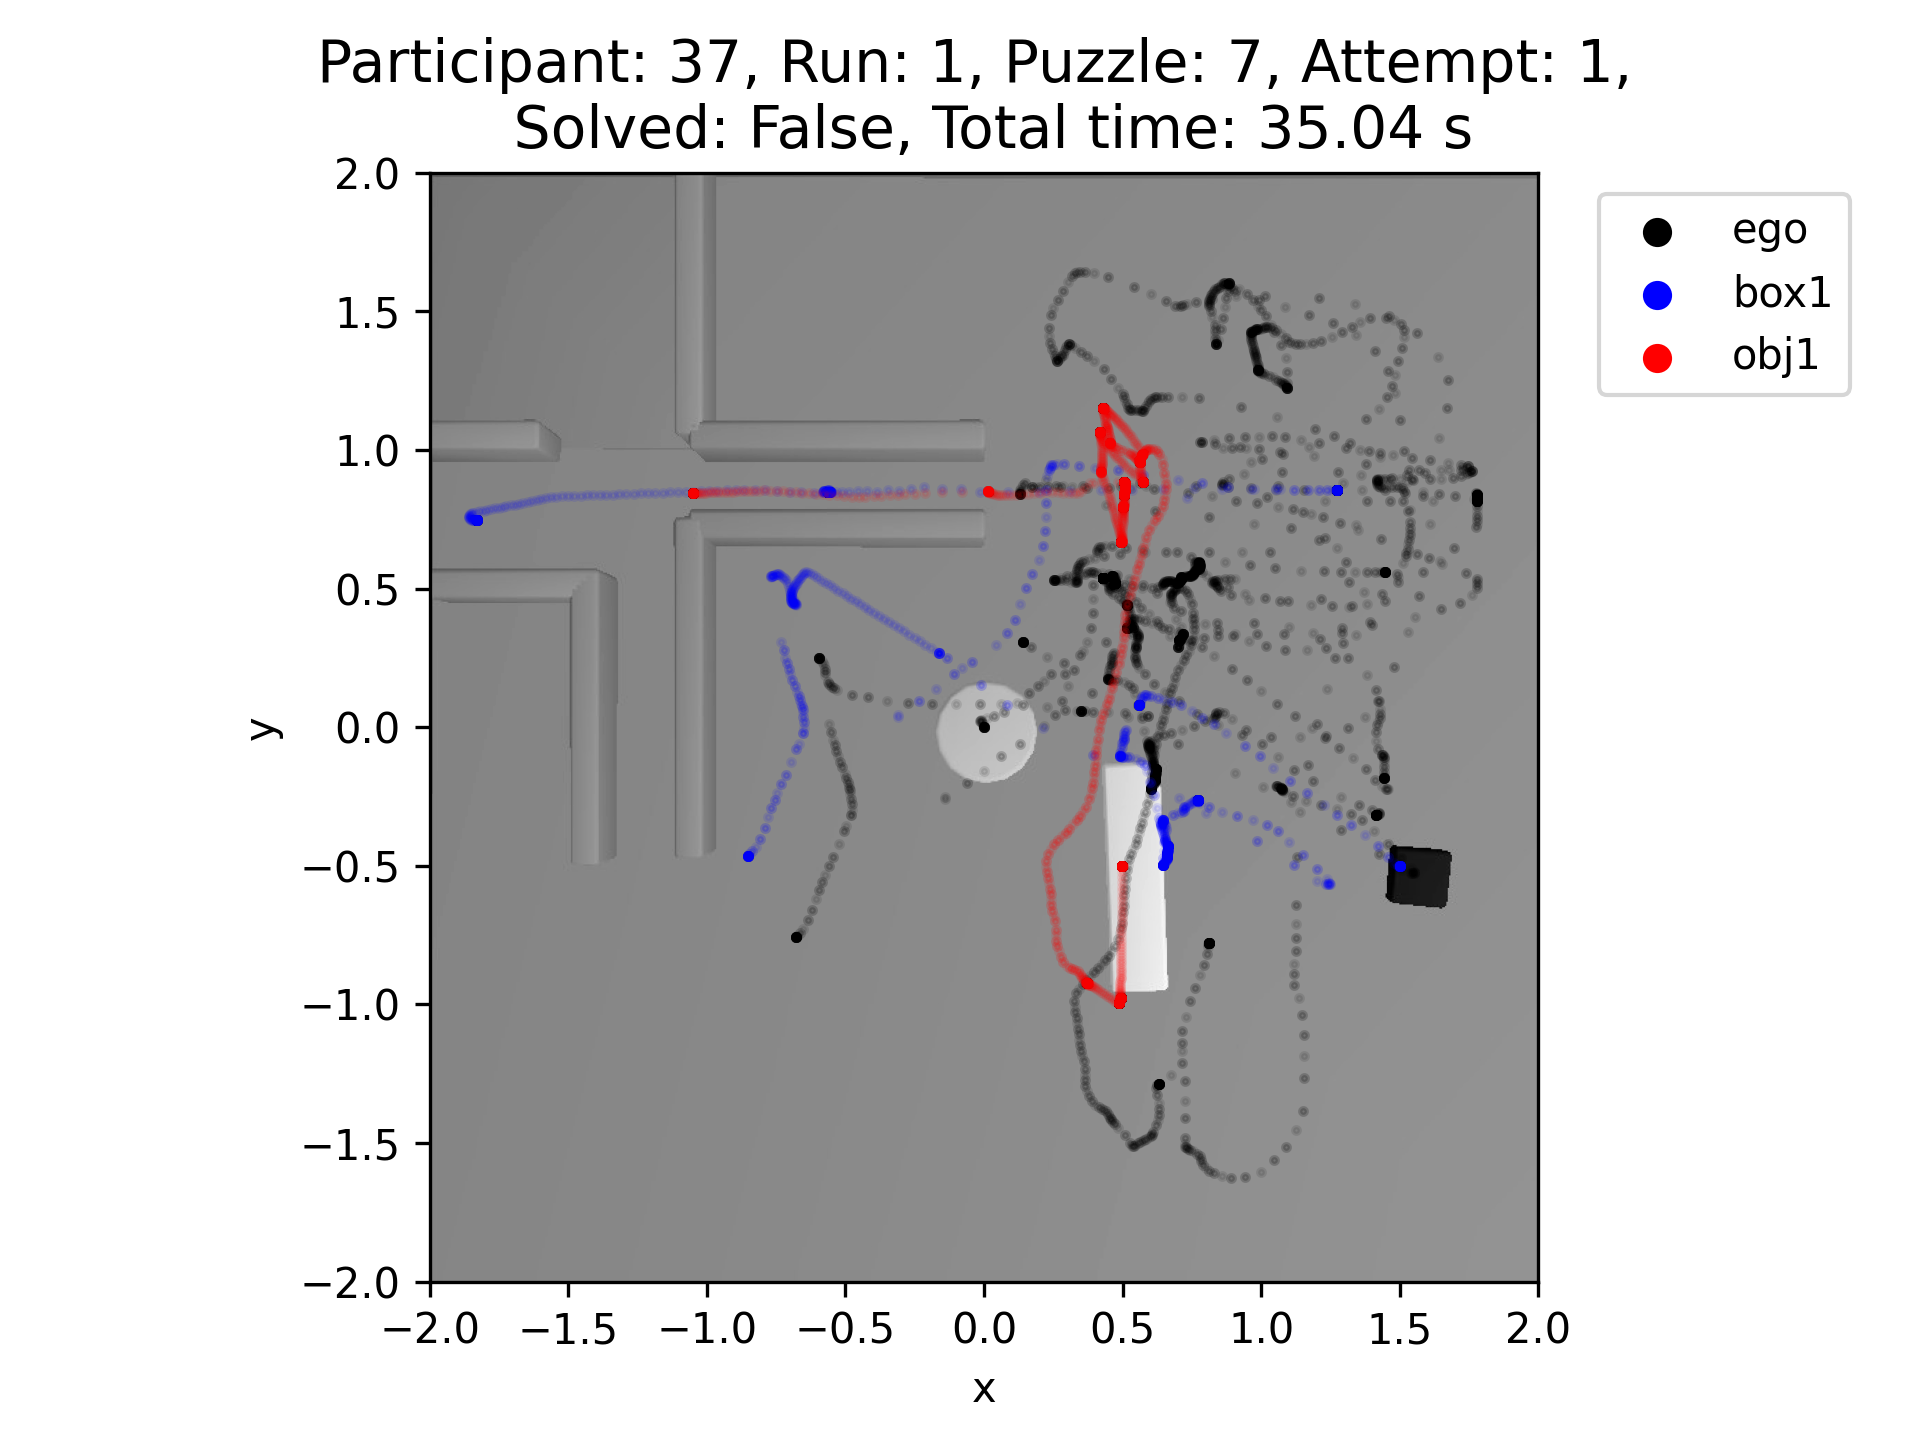 Participant: 37, Run: 1, Puzzle: 7, Attempt: 1,
Solved: False, Total time: 35.04 s
ego
box1
obj1
2.0
1.5
1.0
0.5
0.0
−0.5
−1.0
−1.5
−2.0
y
−2.0 −1.5 −1.0 −0.5 0.0 0.5 1.0 1.5 2.0
x